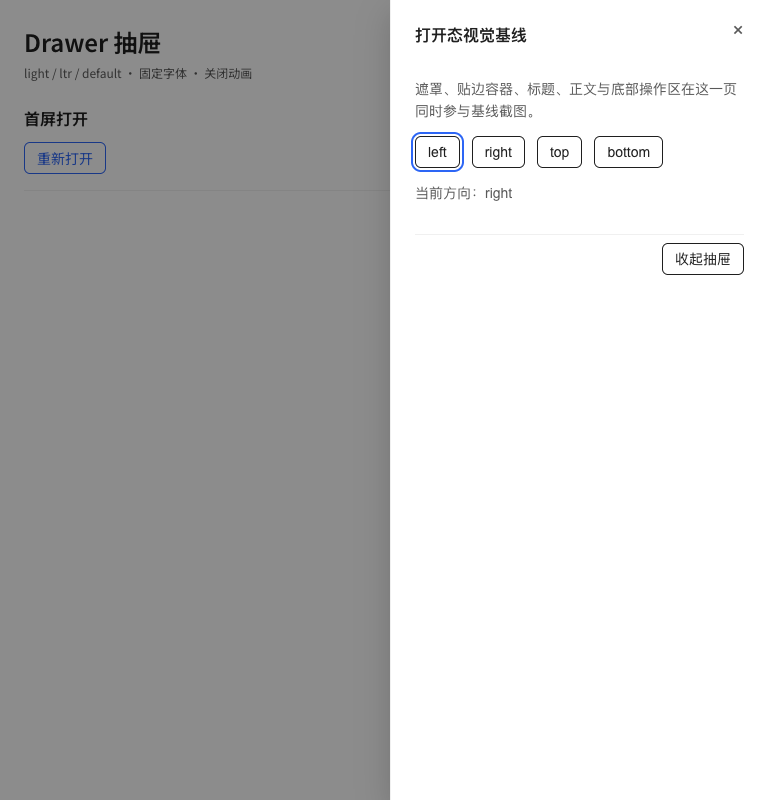 Drawer 抽屉
light / ltr / default · 固定字体 · 关闭动画
首屏打开
重新打开
打开态视觉基线
×
遮罩、贴边容器、标题、正文与底部操作区在这一页
同时参与基线截图。
left right top bottom
当前方向：right
收起抽屉